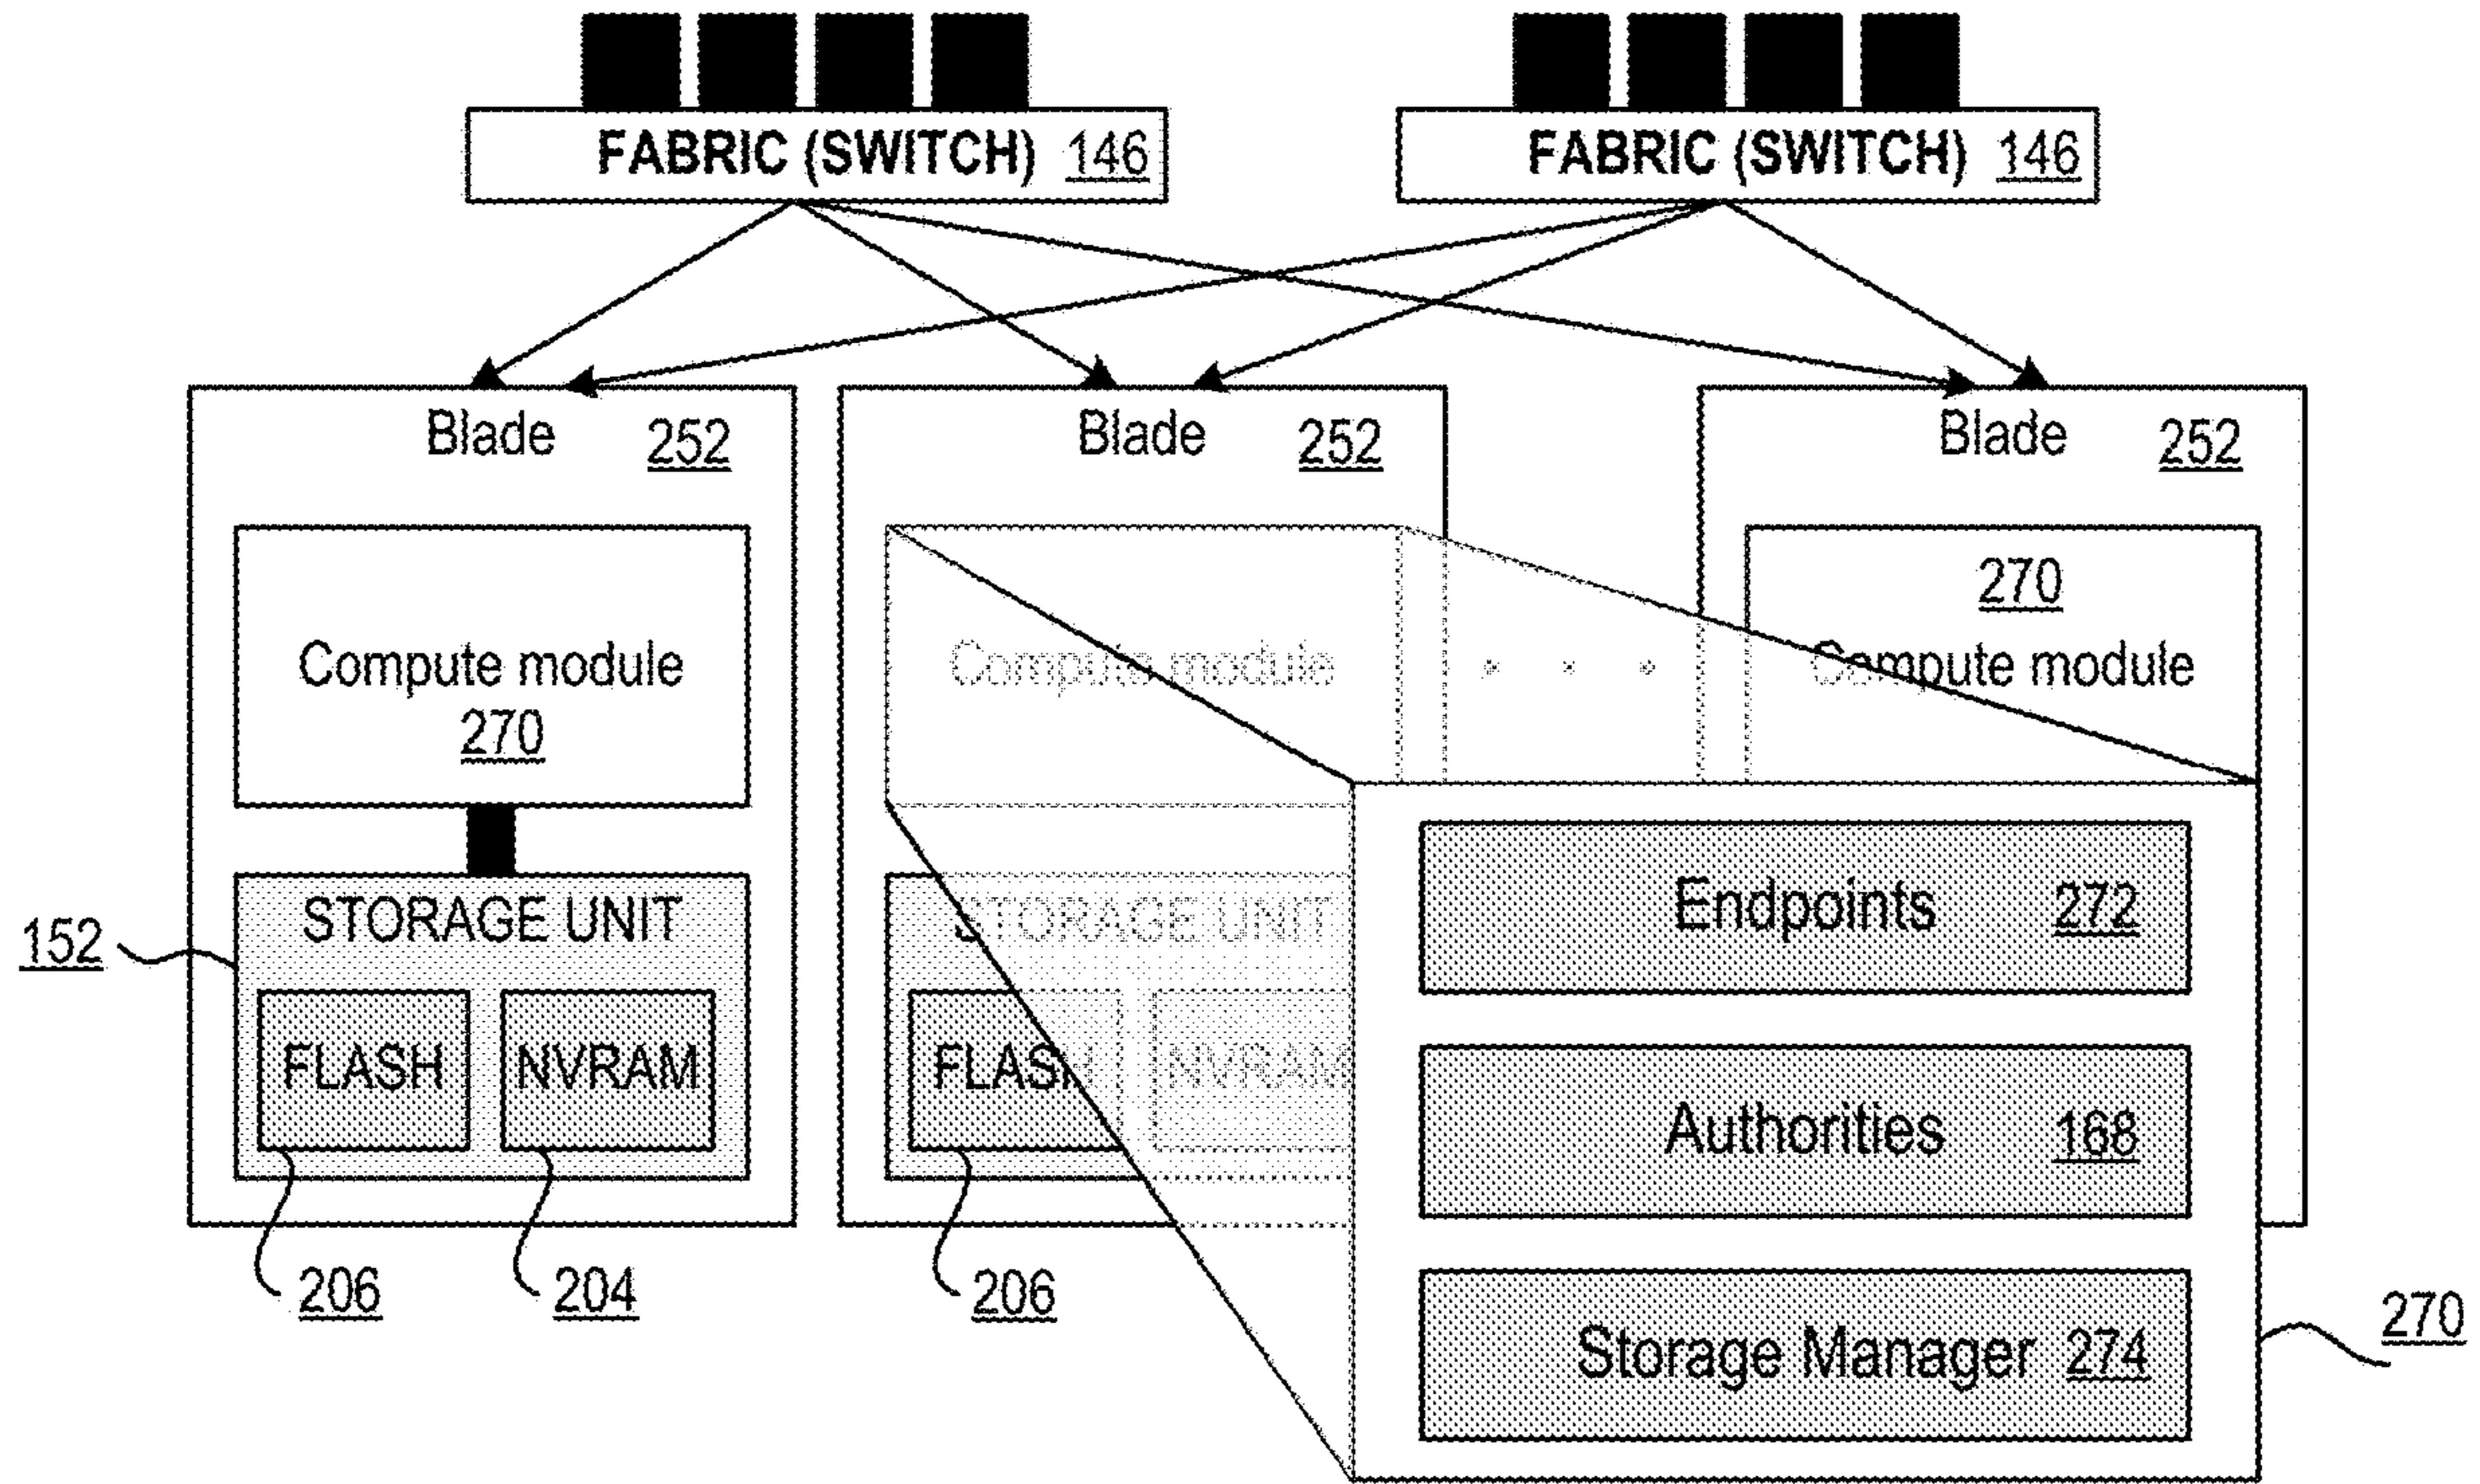 FABRIC (SWITCH) 146
FABRIC (SWITCH) 146
Blade 252
Blade 252
Blade 252
Compute module
270
Compute module
270
Compute module
STORAGE UNIT
152
FLASH
NVRAM
206
204
STORAGE UNIT
FLASH
NVRAM
206
Endpoints 272
Authorities 168
Storage Manager 274
270